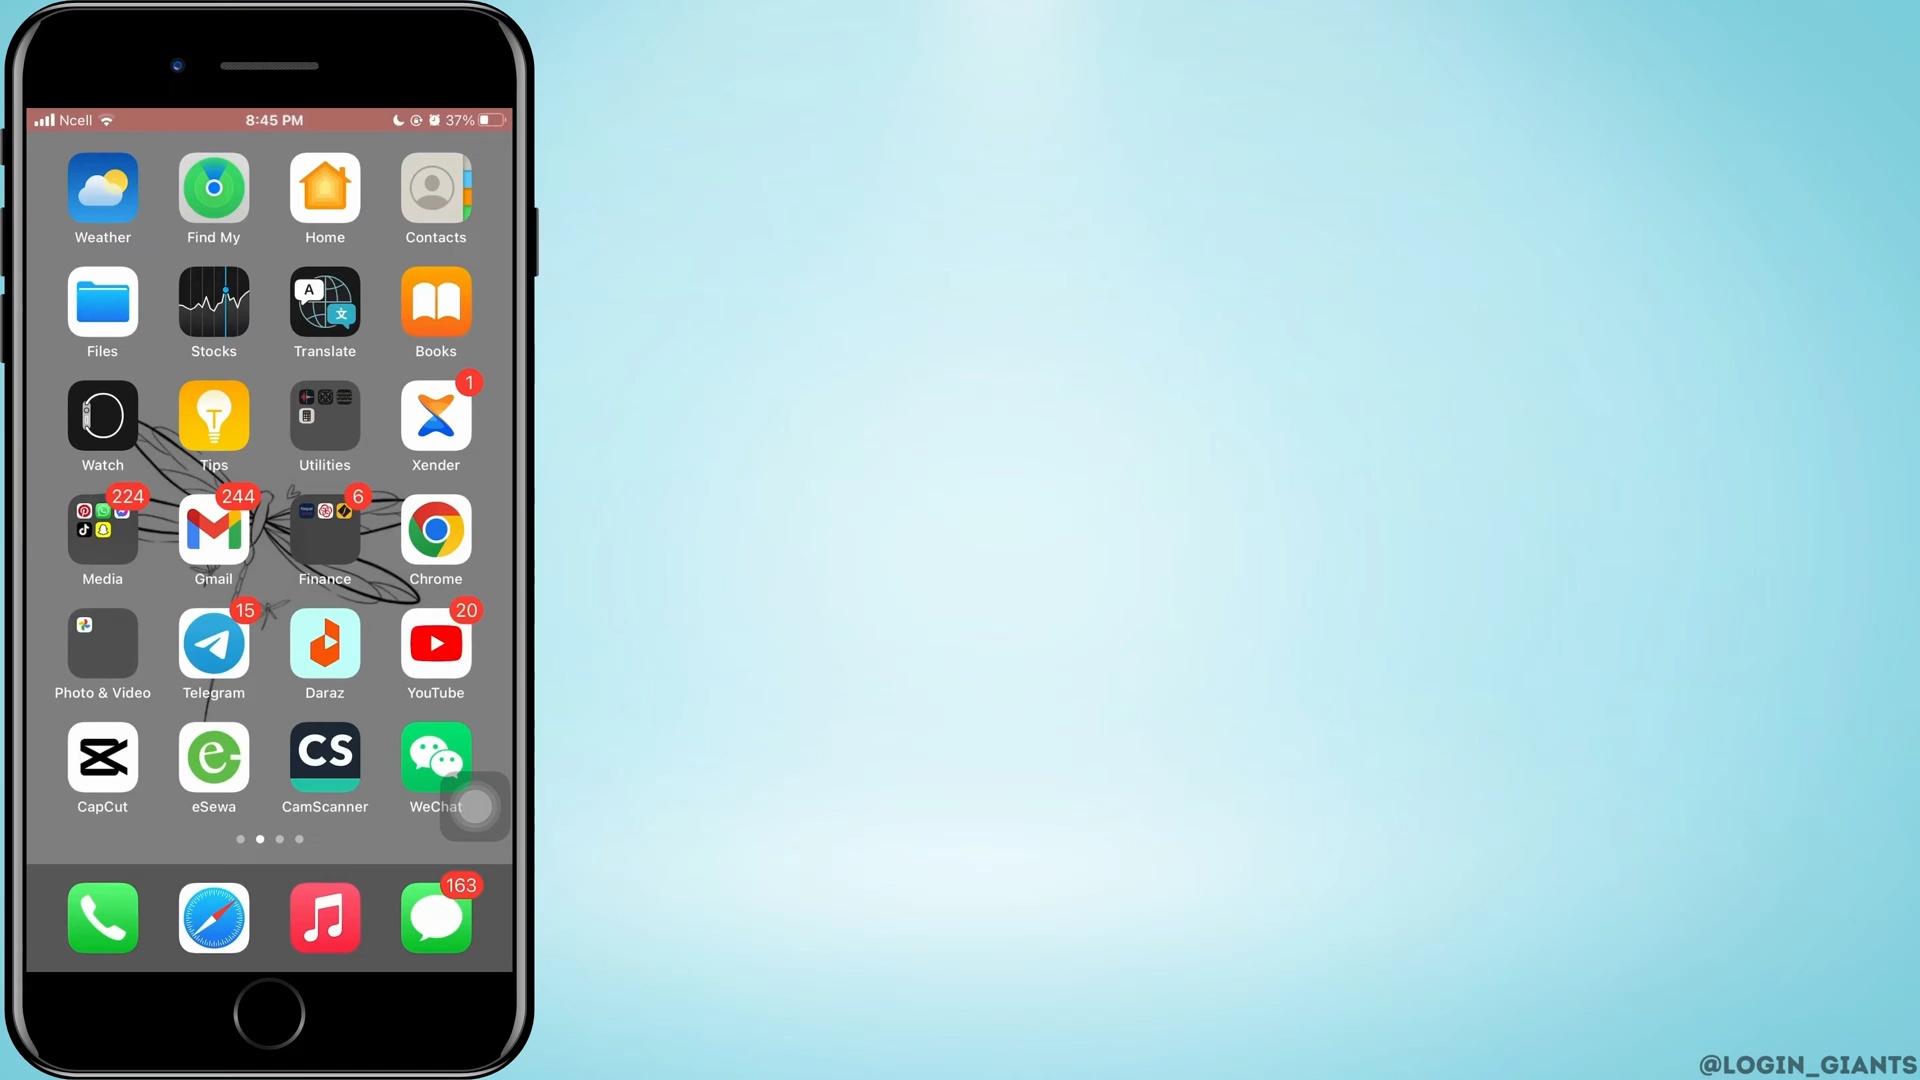 Ncell 8:45 PM 37%
Weather Find My Home Contacts
A
文
Files Stocks Translate Books
1
Watch Tips Utilities Xender
224 244 6
Media Gmail Finance Chrome
15 20
Photo & Video Telegram Daraz YouTube
e
CS
CapCut eSewa CamScanner WeChat
163
@LOGIN_GIANTS